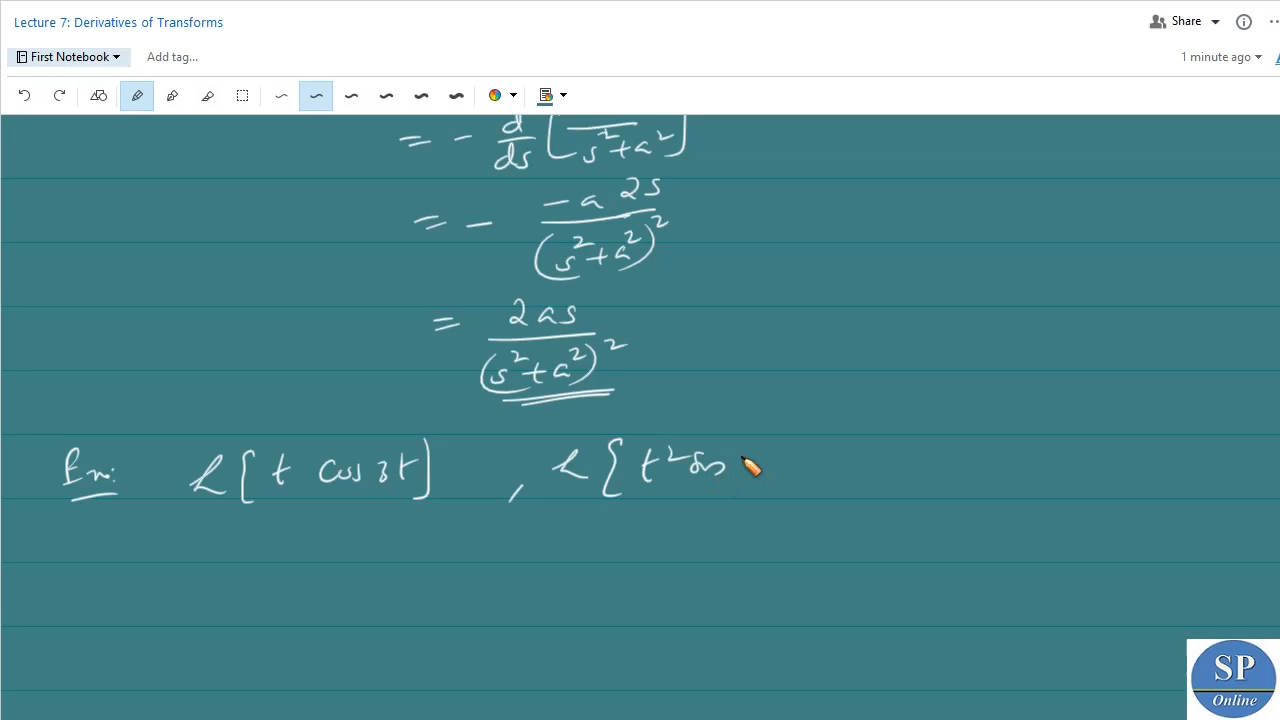 Lecture 7: Derivatives of Transforms
Share
First Notebook
Add tag...
1 minute ago
= - d/ds [ / s²+a² ]
= - -a 2s / (s²+a²)²
= 2as / (s²+a²)²
Ex: L{t cos 3t} , L{t² sin
SP
Online